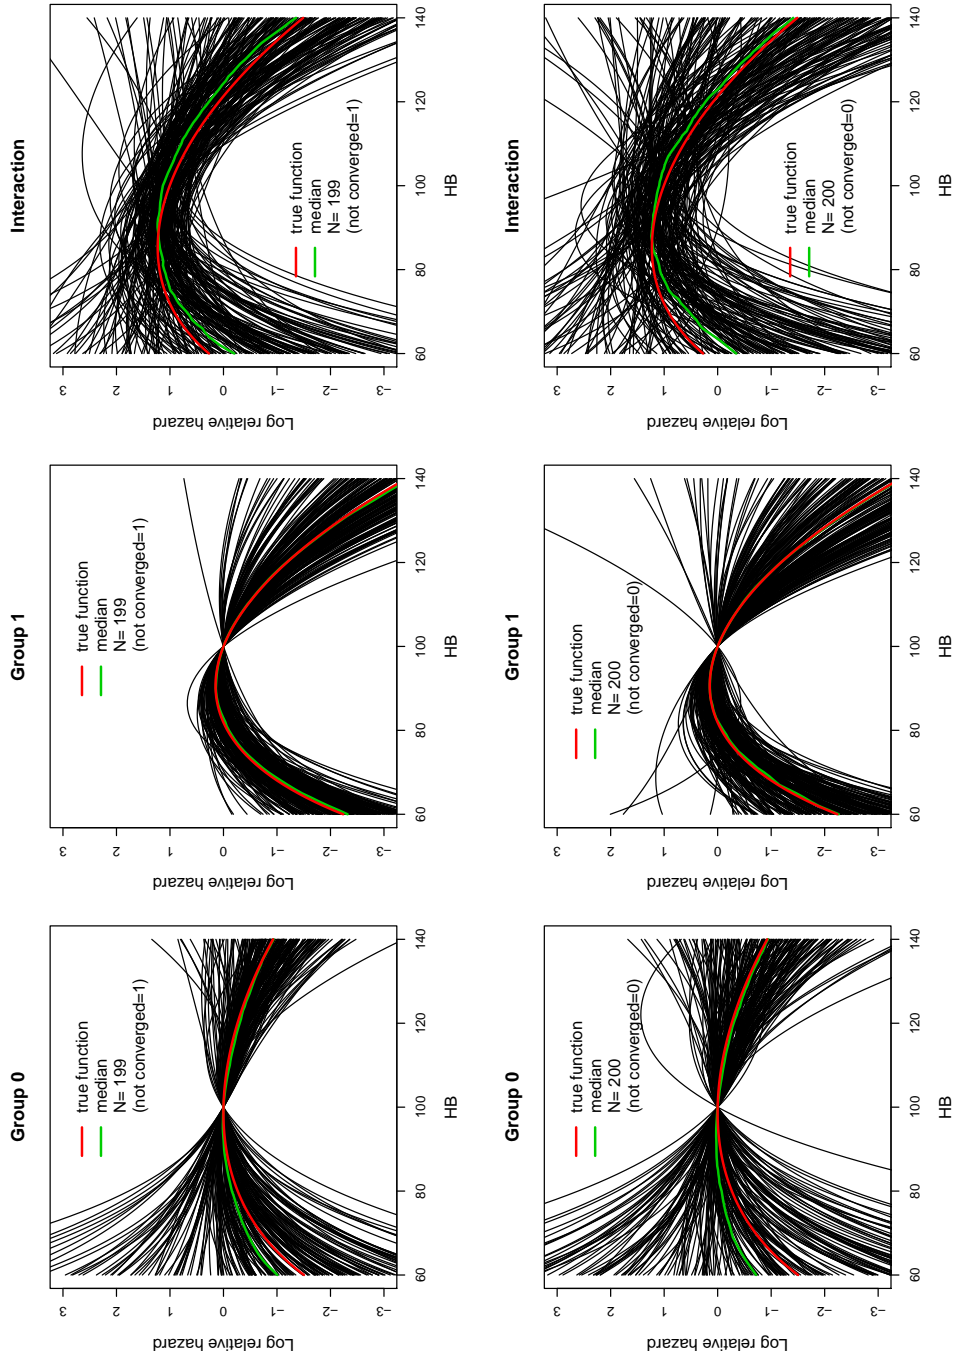 Group 0
Log relative hazard
3
2
1
0
−1
−2
−3
true function
median
N= 199
(not converged=1)
60 80 100 120 140
HB
Group 1
Log relative hazard
3
2
1
0
−1
−2
−3
true function
median
N= 199
(not converged=1)
60 80 100 120 140
HB
Interaction
Log relative hazard
3
2
1
0
−1
−2
−3
true function
median
N= 199
(not converged=1)
60 80 100 120 140
HB
Group 0
Log relative hazard
3
2
1
0
−1
−2
−3
true function
median
N= 200
(not converged=0)
60 80 100 120 140
HB
Group 1
Log relative hazard
3
2
1
0
−1
−2
−3
true function
median
N= 200
(not converged=0)
60 80 100 120 140
HB
Interaction
Log relative hazard
3
2
1
0
−1
−2
−3
true function
median
N= 200
(not converged=0)
60 80 100 120 140
HB